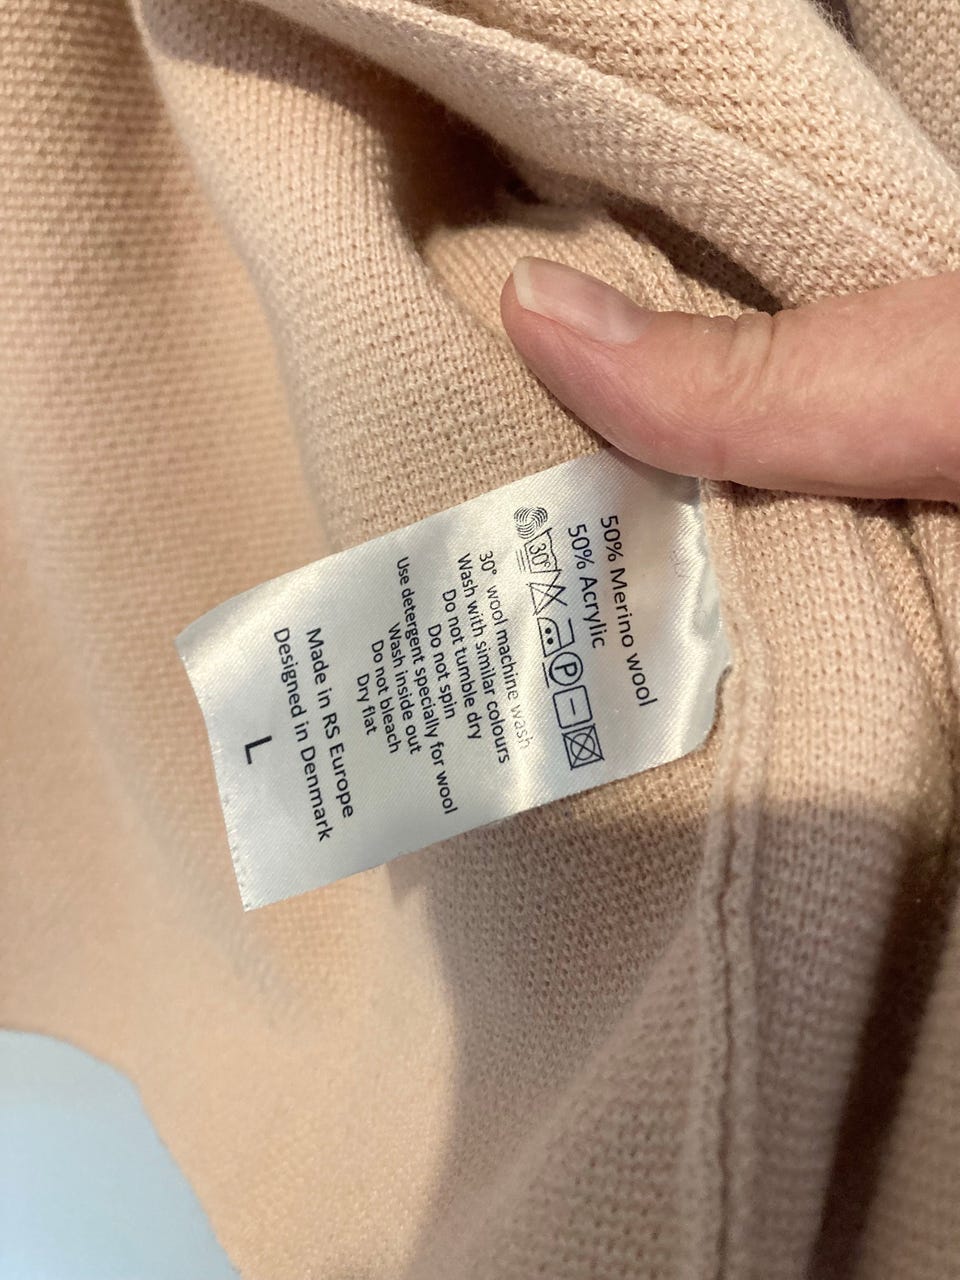 50% Merino wool
50% Acrylic
30°
P
30° wool machine wash
Wash with similar colours
Do not tumble dry
Do not spin
Use detergent specially for wool
Wash inside out
Do not bleach
Dry flat
Made in RS Europe
Designed in Denmark
L